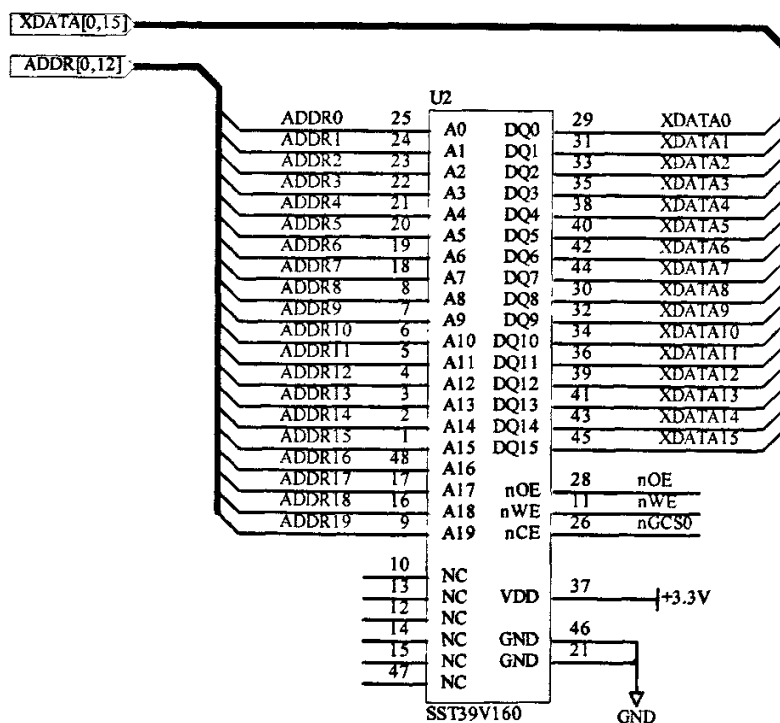 XDATA[0,15]
ADDR[0,12]
U2
ADDR0 25 A0 DQ0 29 XDATA0
ADDR1 24 A1 DQ1 31 XDATA1
ADDR2 23 A2 DQ2 33 XDATA2
ADDR3 22 A3 DQ3 35 XDATA3
ADDR4 21 A4 DQ4 38 XDATA4
ADDR5 20 A5 DQ5 40 XDATA5
ADDR6 19 A6 DQ6 42 XDATA6
ADDR7 18 A7 DQ7 44 XDATA7
ADDR8 8 A8 DQ8 30 XDATA8
ADDR9 7 A9 DQ9 32 XDATA9
ADDR10 6 A10 DQ10 34 XDATA10
ADDR11 5 A11 DQ11 36 XDATA11
ADDR12 4 A12 DQ12 39 XDATA12
ADDR13 3 A13 DQ13 41 XDATA13
ADDR14 2 A14 DQ14 43 XDATA14
ADDR15 1 A15 DQ15 45 XDATA15
ADDR16 48 A16
ADDR17 17 A17 nOE 28 nOE
ADDR18 16 A18 nWE 11 nWE
ADDR19 9 A19 nCE 26 nGCS0
10 NC
13 NC VDD 37 +3.3V
12 NC
14 NC GND 46
15 NC GND 21
47 NC
SST39V160 GND